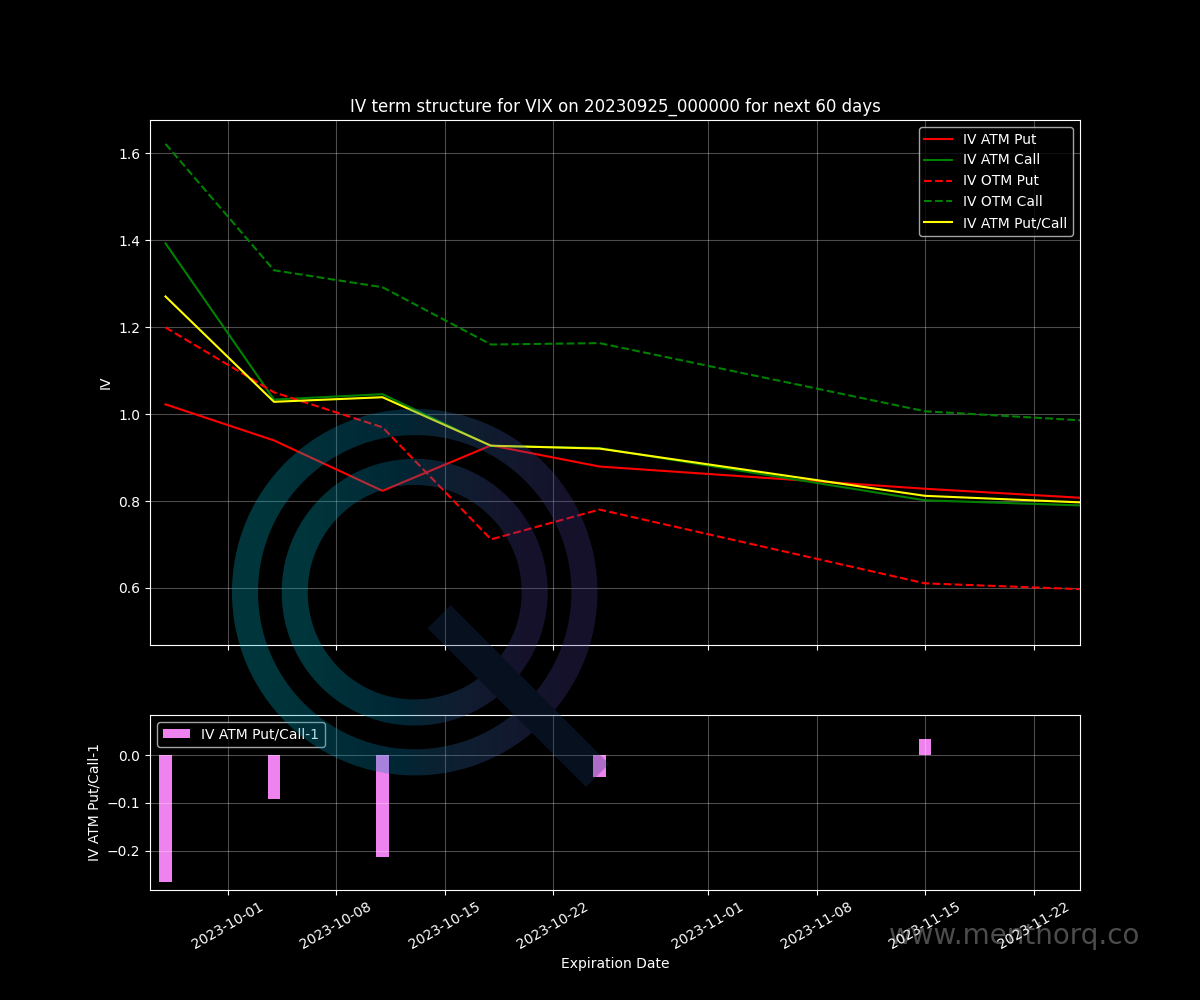 IV term structure for VIX on 20230925_000000 for next 60 days
IV ATM Put
IV ATM Call
IV OTM Put
IV OTM Call
IV ATM Put/Call
1.6
1.4
1.2
1.0
0.8
0.6
IV
IV ATM Put/Call-1
0.0
−0.1
−0.2
IV ATM Put/Call-1
2023-10-01
2023-10-08
2023-10-15
2023-10-22
2023-11-01
2023-11-08
2023-11-15
2023-11-22
www.menthorq.co
Expiration Date